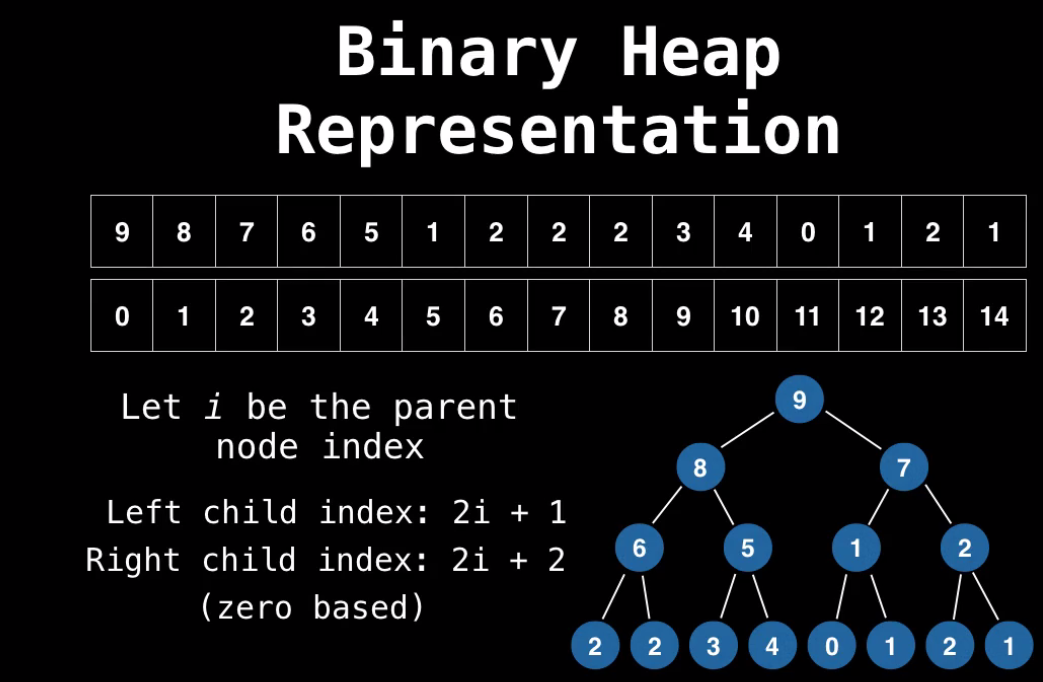 Binary Heap
Representation
9 8 7 6 5 1 2 2 2 3 4 0 1 2 1
0 1 2 3 4 5 6 7 8 9 10 11 12 13 14
Let i be the parent
node index
Left child index: 2i + 1
Right child index: 2i + 2
(zero based)
9
8 7
6 5 1 2
2 2 3 4 0 1 2 1